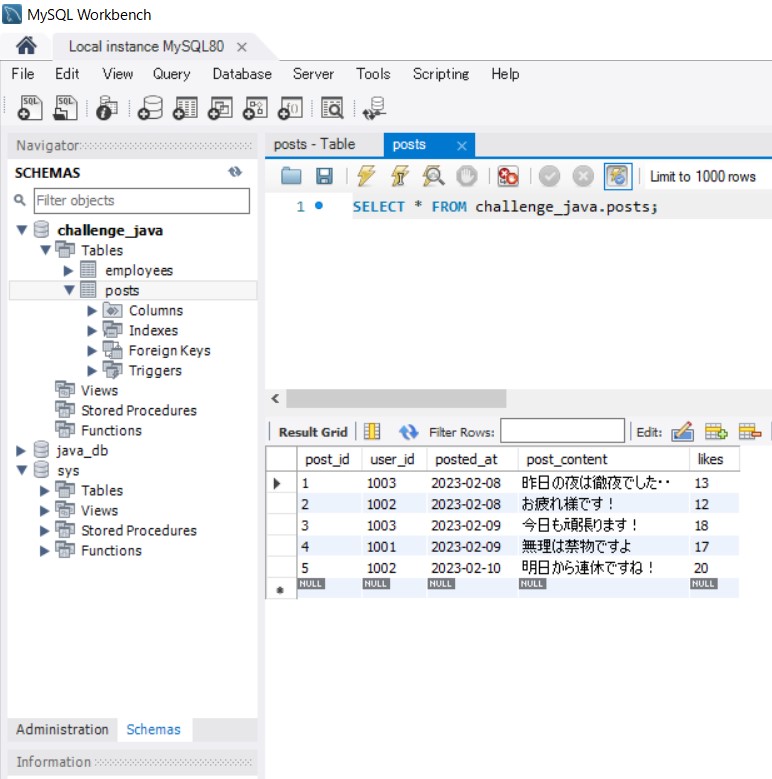 MySQL Workbench
Local instance MySQL80
File Edit View Query Database Server Tools Scripting Help
Navigator
SCHEMAS
Filter objects
challenge_java
Tables
employees
posts
Columns
Indexes
Foreign Keys
Triggers
Views
Stored Procedures
Functions
java_db
sys
Tables
Views
Stored Procedures
Functions
Administration Schemas
Information
posts - Table posts
Limit to 1000 rows
1 SELECT * FROM challenge_java.posts;
Result Grid Filter Rows: Edit:
post_id user_id posted_at post_content likes
1 1003 2023-02-08 昨日の夜は徹夜でした・・ 13
2 1002 2023-02-08 お疲れ様です！ 12
3 1003 2023-02-09 今日も頑張ります！ 18
4 1001 2023-02-09 無理は禁物ですよ 17
5 1002 2023-02-10 明日から連休ですね！ 20
NULL NULL NULL NULL NULL